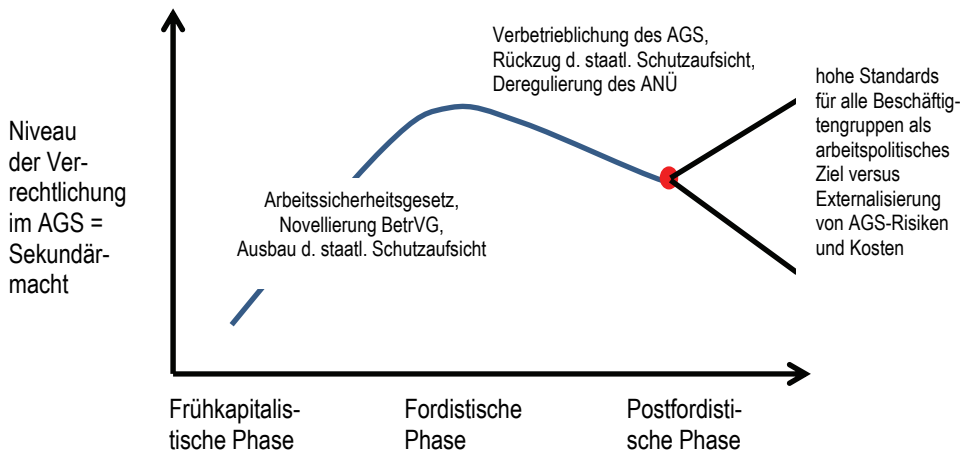 Verbetrieblichung des AGS,
Rückzug d. staatl. Schutzaufsicht,
Deregulierung des ANÜ
hohe Standards
für alle Beschäftig-
tengruppen als
arbeitspolitisches
Ziel versus
Externalisierung
von AGS-Risiken
und Kosten
Niveau
der Ver-
rechtlichung
im AGS =
Sekundär-
macht
Arbeitssicherheitsgesetz,
Novellierung BetrVG,
Ausbau d. staatl. Schutzaufsicht
Frühkapitalis-
tische Phase
Fordistische
Phase
Postfordisti-
sche Phase